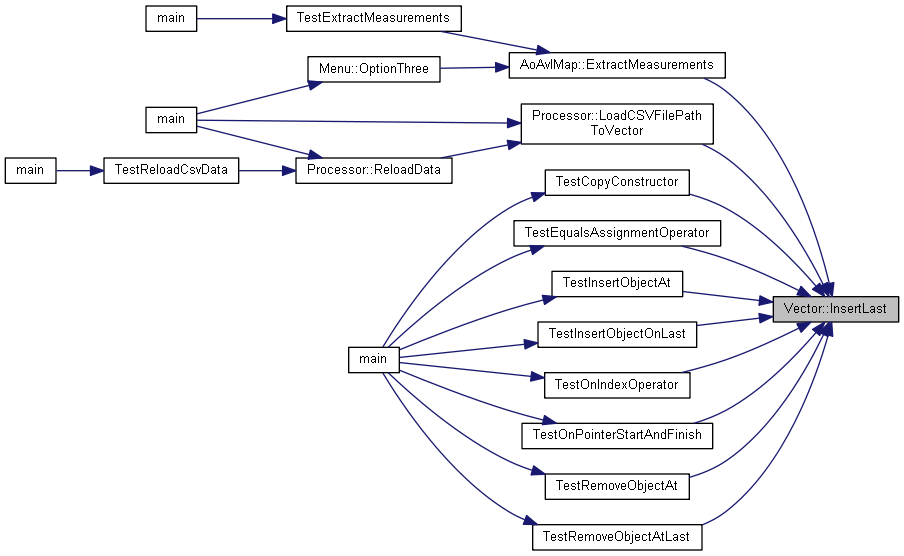 main
TestExtractMeasurements
AoAvlMap::ExtractMeasurements
Menu::OptionThree
main
Processor::LoadCSVFilePath
ToVector
main
TestReloadCsvData
Processor::ReloadData
TestCopyConstructor
TestEqualsAssignmentOperator
TestInsertObjectAt
Vector::InsertLast
TestInsertObjectOnLast
main
TestOnIndexOperator
TestOnPointerStartAndFinish
TestRemoveObjectAt
TestRemoveObjectAtLast